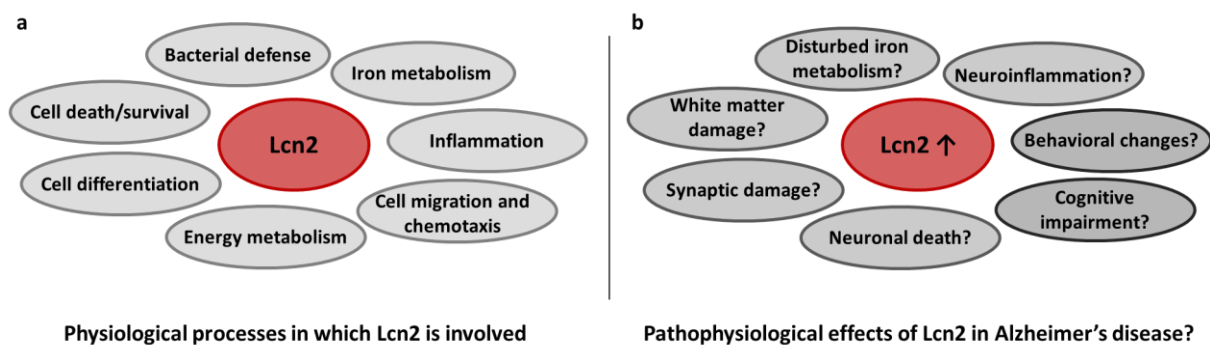 a
Bacterial defense
Iron metabolism
Cell death/survival
Lcn2
Inflammation
Cell differentiation
Cell migration and
chemotaxis
Energy metabolism
Physiological processes in which Lcn2 is involved
b
Disturbed iron
metabolism?
Neuroinflammation?
White matter
damage?
Lcn2 ↑
Behavioral changes?
Synaptic damage?
Cognitive
impairment?
Neuronal death?
Pathophysiological effects of Lcn2 in Alzheimer’s disease?